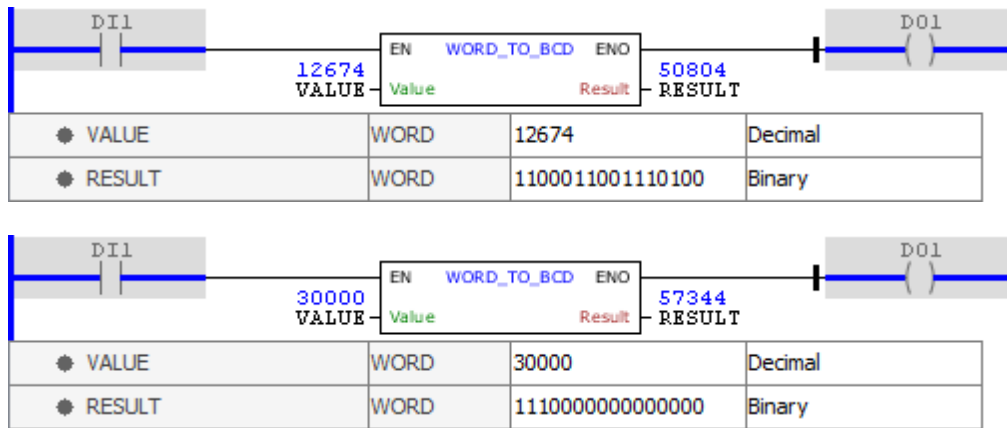 DI1 DO1
EN WORD_TO_BCD ENO
12674 50804
VALUE Value Result RESULT
VALUE WORD 12674 Decimal
RESULT WORD 1100011001110100 Binary
DI1 DO1
EN WORD_TO_BCD ENO
30000 57344
VALUE Value Result RESULT
VALUE WORD 30000 Decimal
RESULT WORD 1110000000000000 Binary